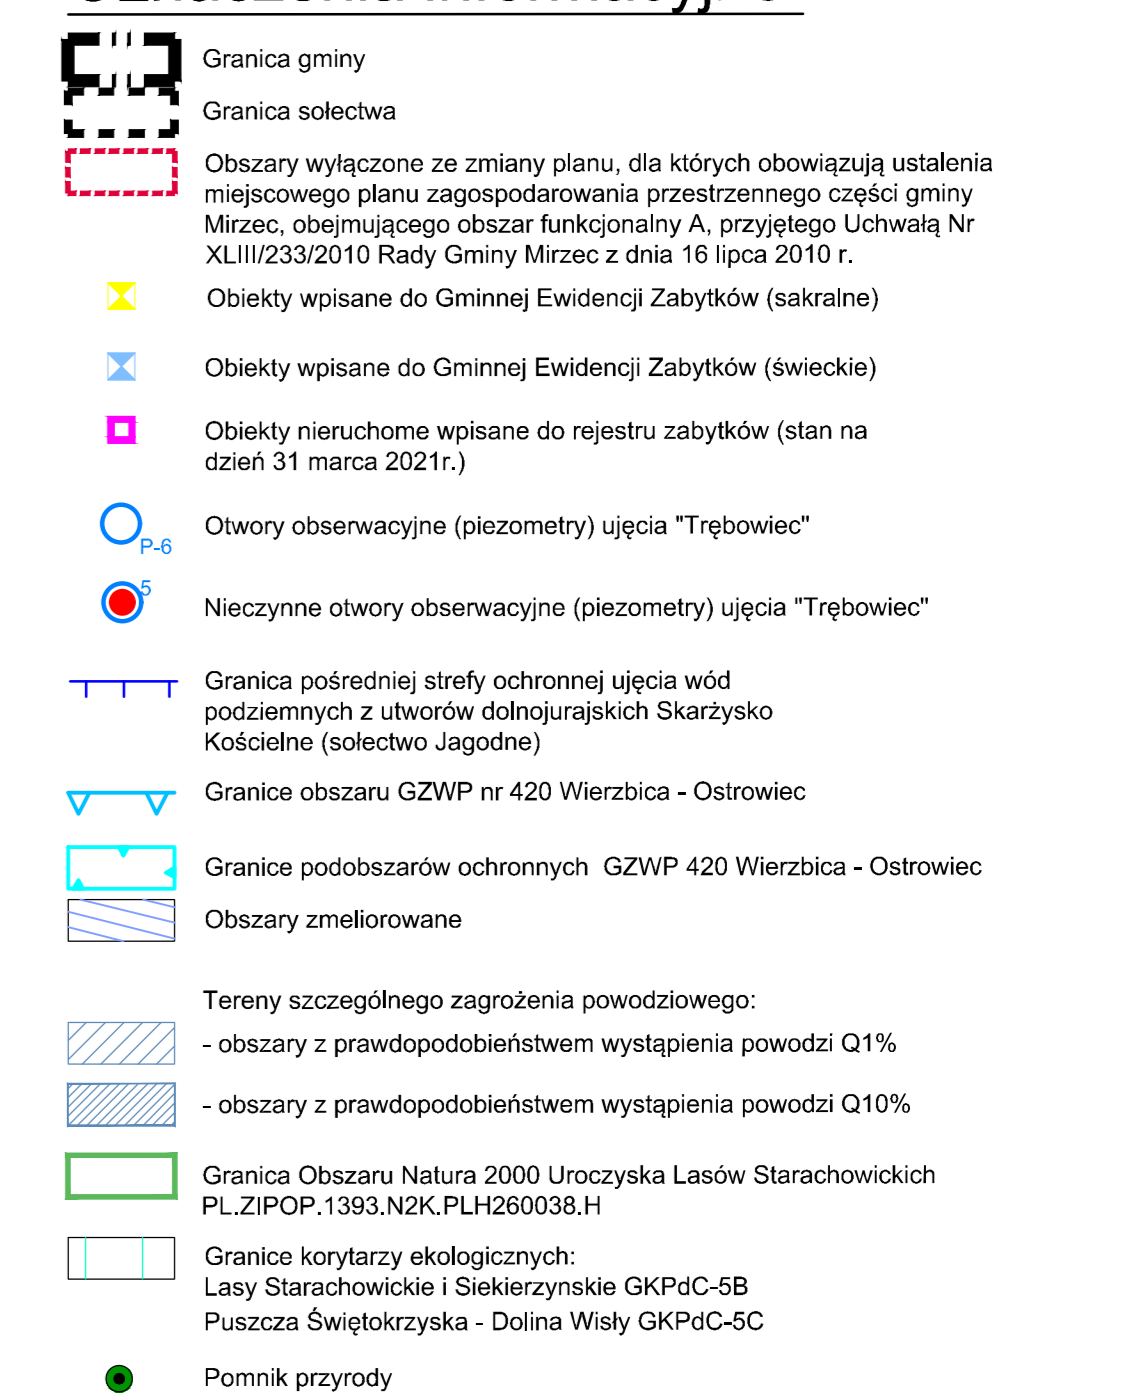 Granica gminy
Granica sołectwa
Obszary wyłączone ze zmiany planu, dla których obowiązują ustalenia
miejscowego planu zagospodarowania przestrzennego części gminy
Mirzec, obejmującego obszar funkcjonalny A, przyjętego Uchwałą Nr
XLIII/233/2010 Rady Gminy Mirzec z dnia 16 lipca 2010 r.
Obiekty wpisane do Gminnej Ewidencji Zabytków (sakralne)
Obiekty wpisane do Gminnej Ewidencji Zabytków (świeckie)
Obiekty nieruchome wpisane do rejestru zabytków (stan na
dzień 31 marca 2021r.)
Otwory obserwacyjne (piezometry) ujęcia "Trębowiec"
P-6
5
Nieczynne otwory obserwacyjne (piezometry) ujęcia "Trębowiec"
Granica pośredniej strefy ochronnej ujęcia wód
podziemnych z utworów dolnojurajskich Skarżysko
Kościelne (sołectwo Jagodne)
Granice obszaru GZWP nr 420 Wierzbica - Ostrowiec
Granice podobszarów ochronnych  GZWP 420 Wierzbica - Ostrowiec
Obszary zmeliorowane
Tereny szczególnego zagrożenia powodziowego:
- obszary z prawdopodobieństwem wystąpienia powodzi Q1%
- obszary z prawdopodobieństwem wystąpienia powodzi Q10%
Granica Obszaru Natura 2000 Uroczyska Lasów Starachowickich
PL.ZIPOP.1393.N2K.PLH260038.H
Granice korytarzy ekologicznych:
Lasy Starachowickie i Siekierzynskie GKPdC-5B
Puszcza Świętokrzyska - Dolina Wisły GKPdC-5C
Pomnik przyrody